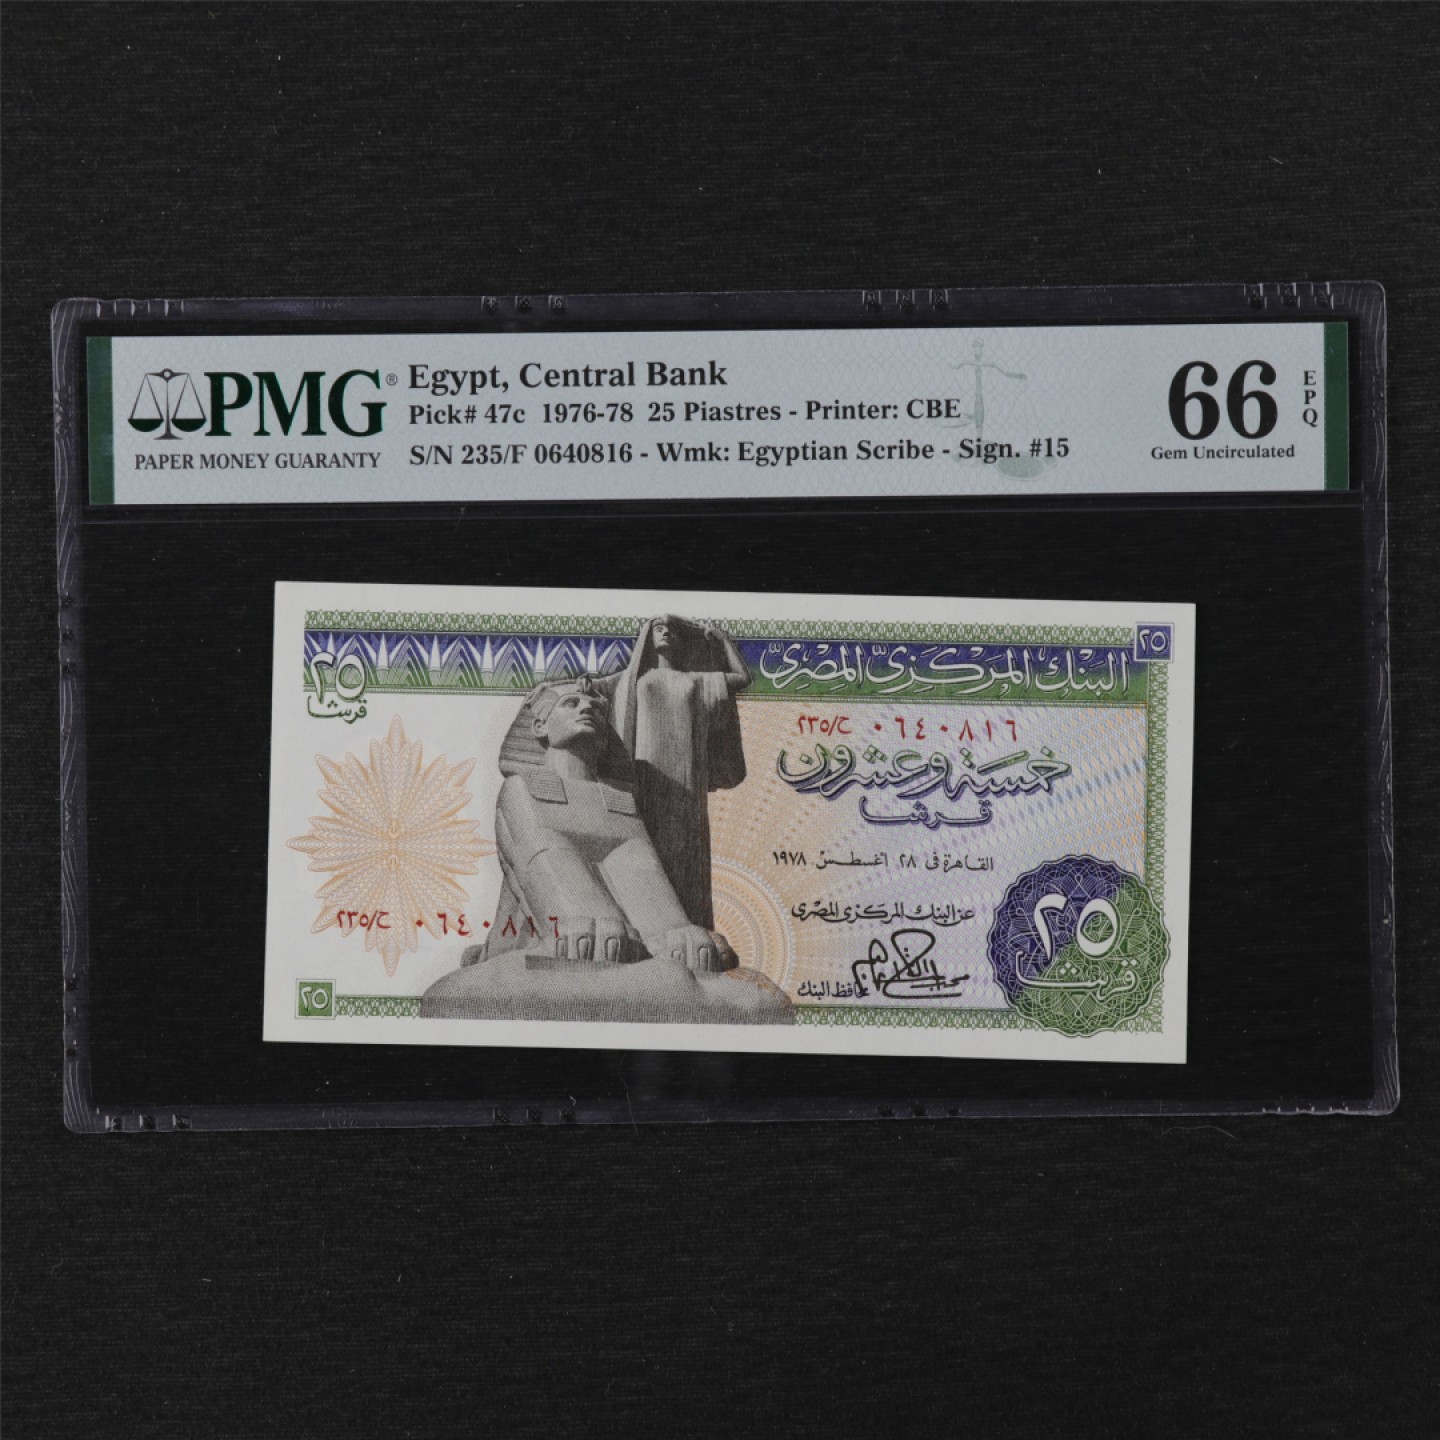 PMG®
PAPER MONEY GUARANTY
Egypt, Central Bank
Pick# 47c 1976-78 25 Piastres - Printer: CBE
S/N 235/F 0640816 - Wmk: Egyptian Scribe - Sign. #15
66
EPQ
Gem Uncirculated
البنك المركزى المصرى
٢٥
٢٥
قرشا
٢٣٥/ح ٠٦٤٠٨١٦
خمسة وعشرون
قرشا
القاهرة فى ٢٨ اغسطس ١٩٧٨
عن البنك المركزى المصرى
٢٣٥/ح ٠٦٤٠٨١٦
محافظ البنك
٢٥
قرشا
٢٥